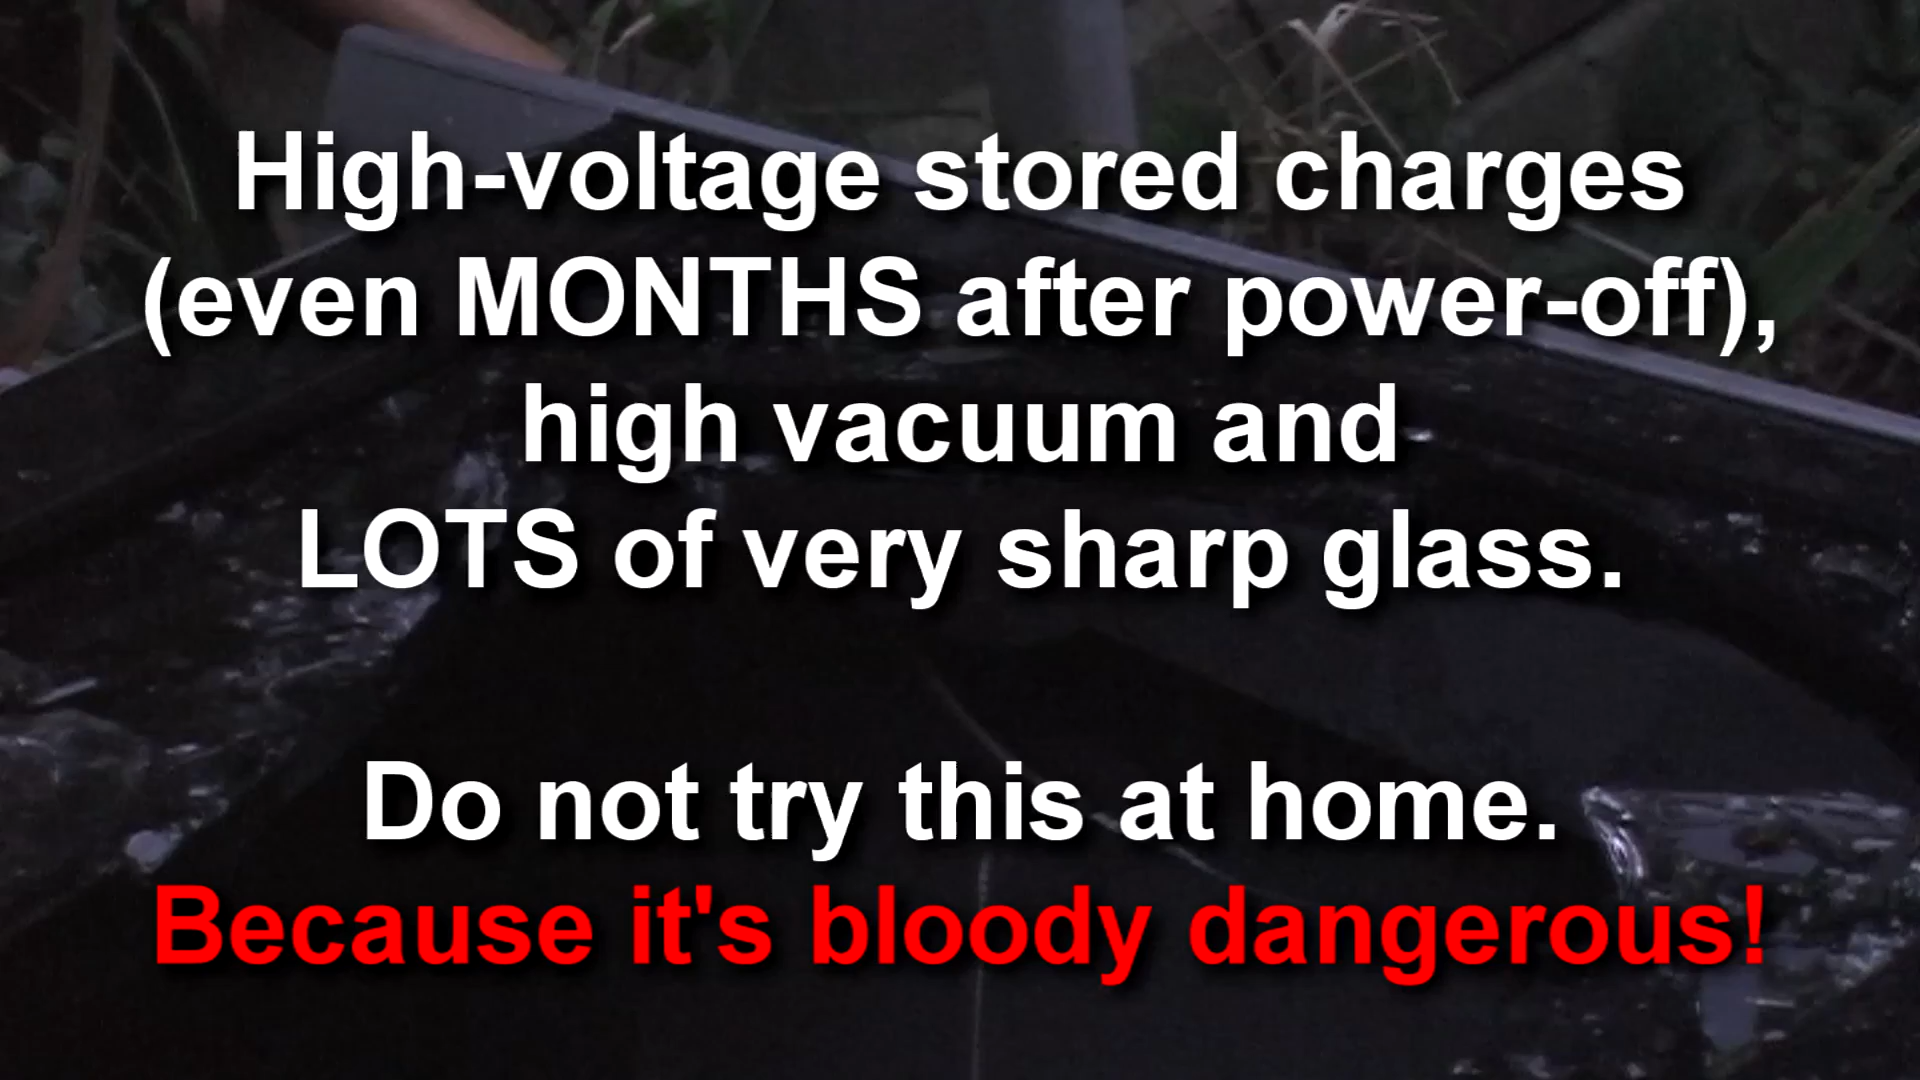 High-voltage stored charges
(even MONTHS after power-off),
high vacuum and
LOTS of very sharp glass.
Do not try this at home.
Because it's bloody dangerous!